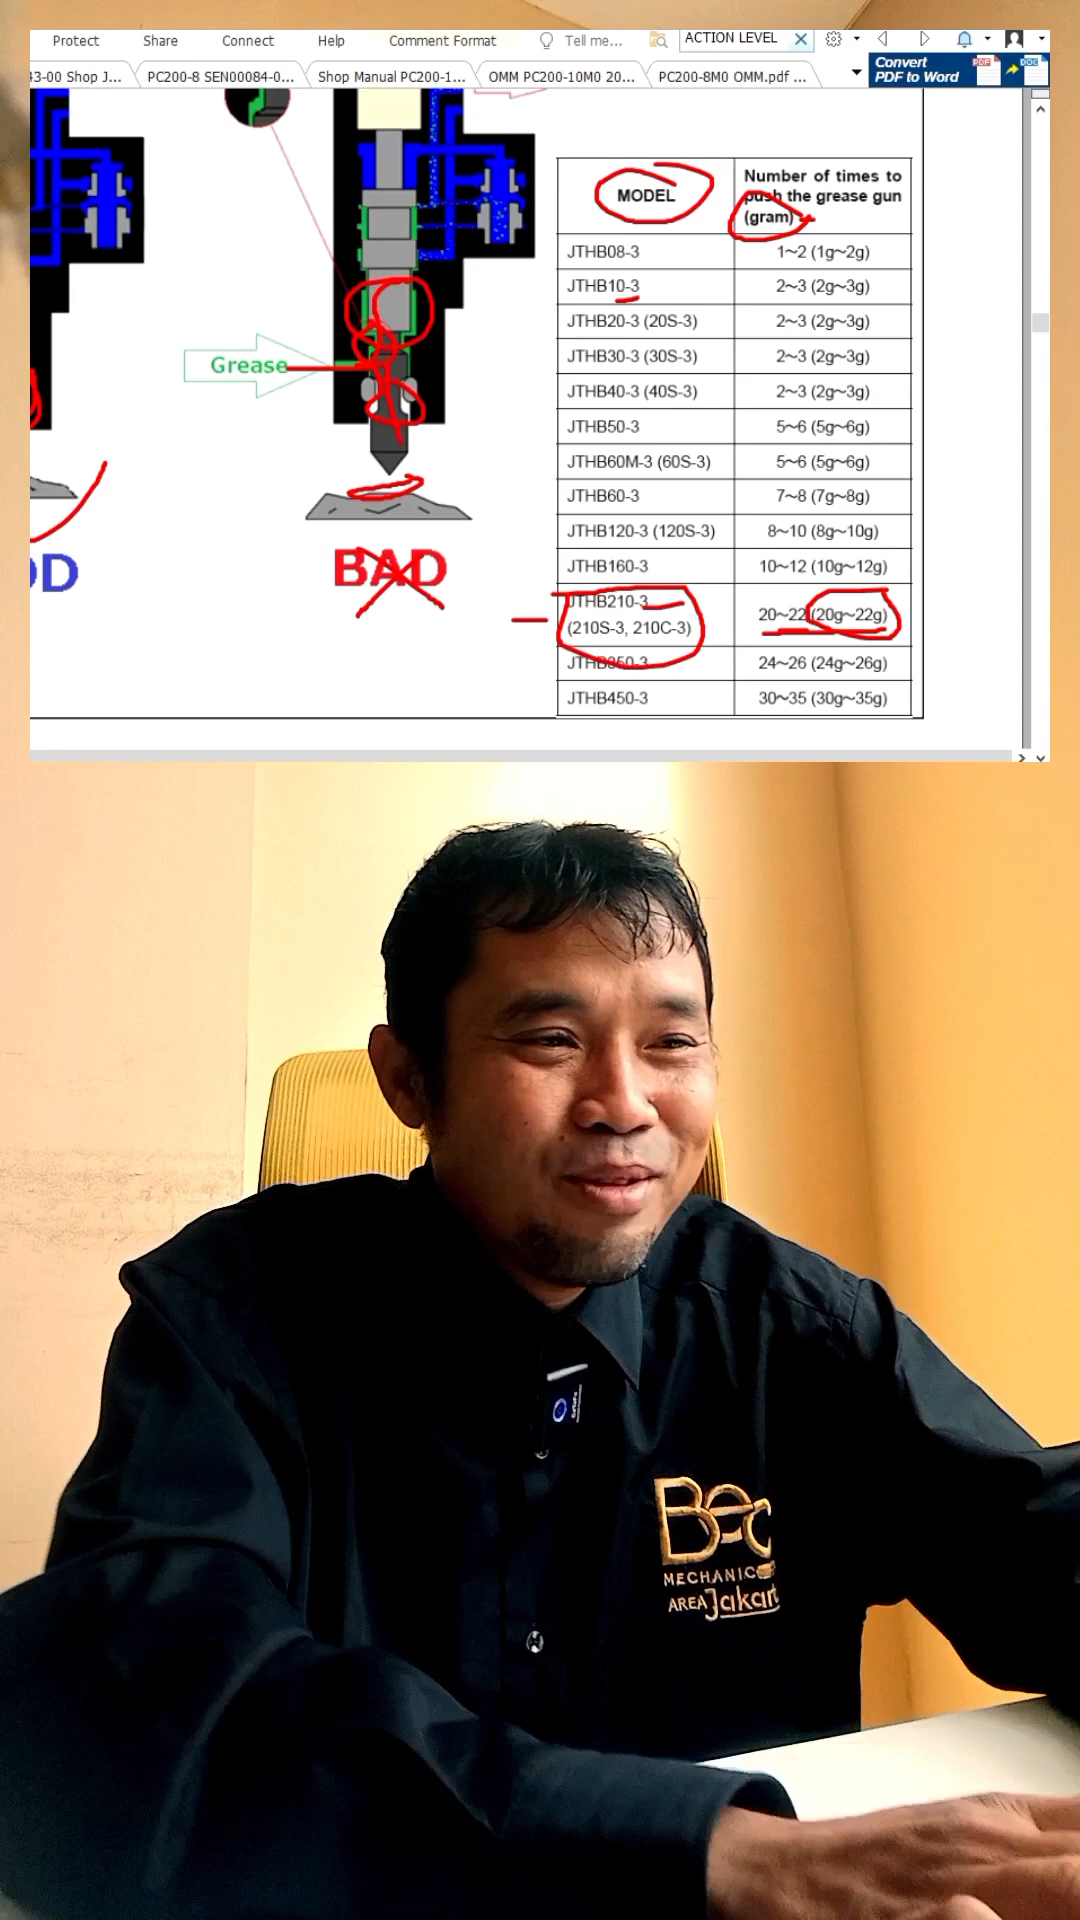 Protect Share Connect Help Comment Format Tell me... ACTION LEVEL
43-00 Shop J... PC200-8 SEN00084-0... Shop Manual PC200-1... OMM PC200-10M0 20... PC200-8M0 OMM.pdf ... Convert
PDF to Word PDF DOC
MODEL Number of times to push the grease gun (gram)
JTHB08-3 1~2 (1g~2g)
JTHB10-3 2~3 (2g~3g)
JTHB20-3 (20S-3) 2~3 (2g~3g)
JTHB30-3 (30S-3) 2~3 (2g~3g)
JTHB40-3 (40S-3) 2~3 (2g~3g)
JTHB50-3 5~6 (5g~6g)
JTHB60M-3 (60S-3) 5~6 (5g~6g)
JTHB60-3 7~8 (7g~8g)
JTHB120-3 (120S-3) 8~10 (8g~10g)
JTHB160-3 10~12 (10g~12g)
JTHB210-3
(210S-3, 210C-3) 20~22 (20g~22g)
JTHB350-3 24~26 (24g~26g)
JTHB450-3 30~35 (30g~35g)
Grease
OD BAD
Bec
MECHANIC
AREA Jakart